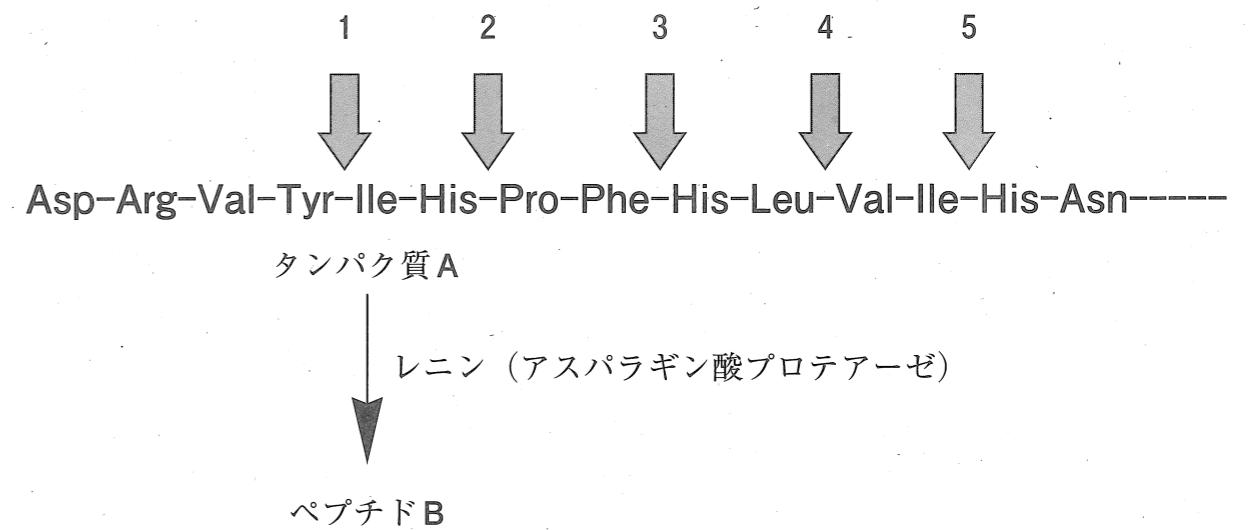 1 2 3 4 5
Asp-Arg-Val-Tyr-Ile-His-Pro-Phe-His-Leu-Val-Ile-His-Asn-----
タンパク質A
レニン（アスパラギン酸プロテアーゼ）
ペプチドB